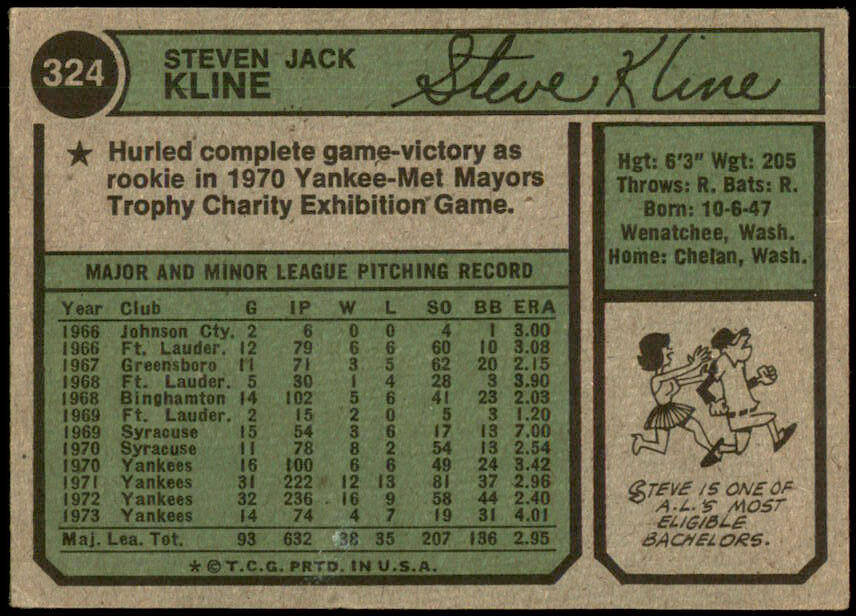 324
STEVEN JACK
KLINE
Steve Kline
★ Hurled complete game-victory as
rookie in 1970 Yankee-Met Mayors
Trophy Charity Exhibition Game.
Hgt: 6'3" Wgt: 205
Throws: R. Bats: R.
Born: 10-6-47
Wenatchee, Wash.
Home: Chelan, Wash.
MAJOR AND MINOR LEAGUE PITCHING RECORD
Year Club G IP W L SO BB ERA
1966 Johnson Cty. 2 6 0 0 4 1 3.00
1966 Ft. Lauder. 12 79 6 6 60 10 3.08
1967 Greensboro 11 71 3 5 62 20 2.15
1968 Ft. Lauder. 5 30 1 4 28 3 3.90
1968 Binghamton 14 102 5 6 41 23 2.03
1969 Ft. Lauder. 2 15 2 0 5 3 1.20
1969 Syracuse 15 54 3 6 17 13 7.00
1970 Syracuse 11 78 8 2 54 13 2.54
1970 Yankees 16 100 6 6 49 24 3.42
1971 Yankees 31 222 12 13 81 37 2.96
1972 Yankees 32 236 16 9 58 44 2.40
1973 Yankees 14 74 4 7 19 31 4.01
Maj. Lea. Tot. 93 632 38 35 207 136 2.95
STEVE IS ONE OF
A.L.'S MOST
ELIGIBLE
BACHELORS.
* © T.C.G. PRTD. IN U.S.A.